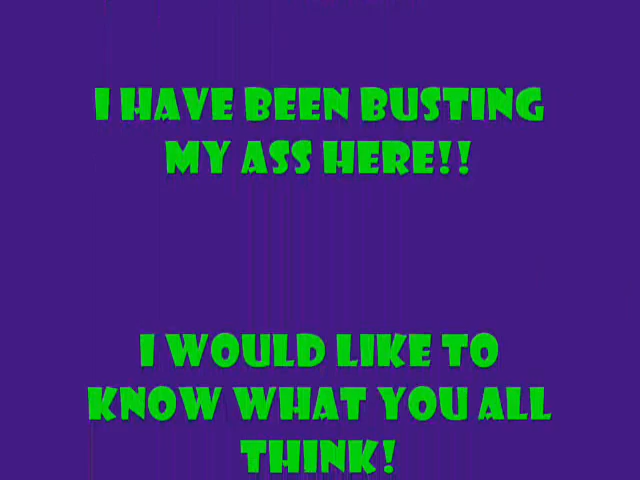 I HAVE BEEN BUSTING
MY ASS HERE!!
I WOULD LIKE TO
KNOW WHAT YOU ALL
THINK!